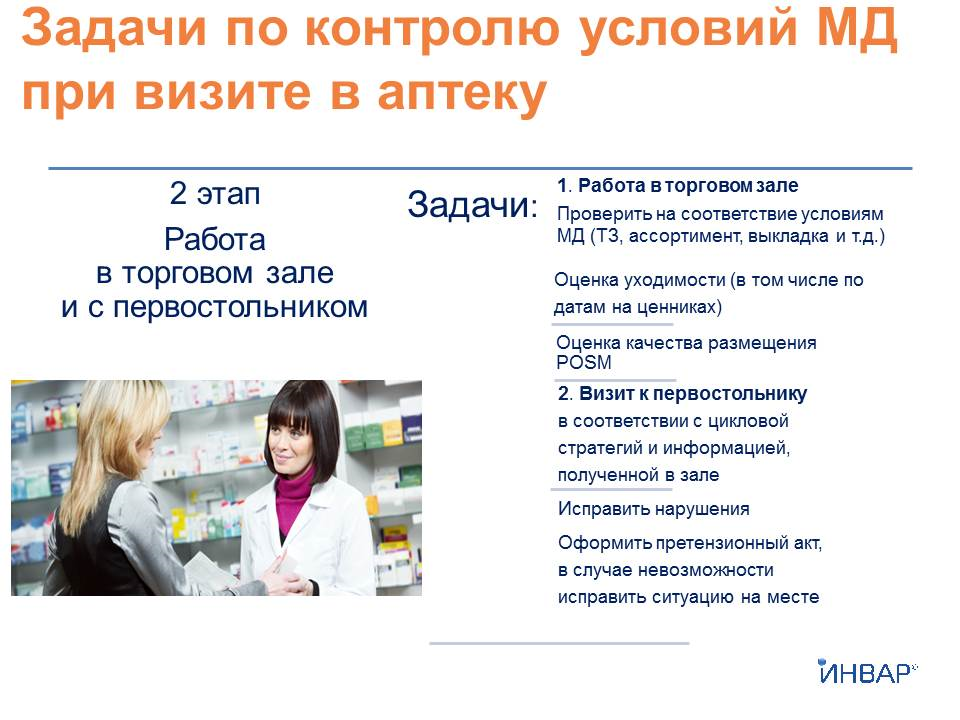 Задачи по контролю условий МД
при визите в аптеку
2 этап
Работа
в торговом зале
и с первостольником
Задачи:
1. Работа в торговом зале
Проверить на соответствие условиям
МД (ТЗ, ассортимент, выкладка и т.д.)
Оценка уходимости (в том числе по
датам на ценниках)
Оценка качества размещения
POSM
2. Визит к первостольнику
в соответствии с цикловой
стратегий и информацией,
полученной в зале
Исправить нарушения
Оформить претензионный акт,
в случае невозможности
исправить ситуацию на месте
ИНВАР